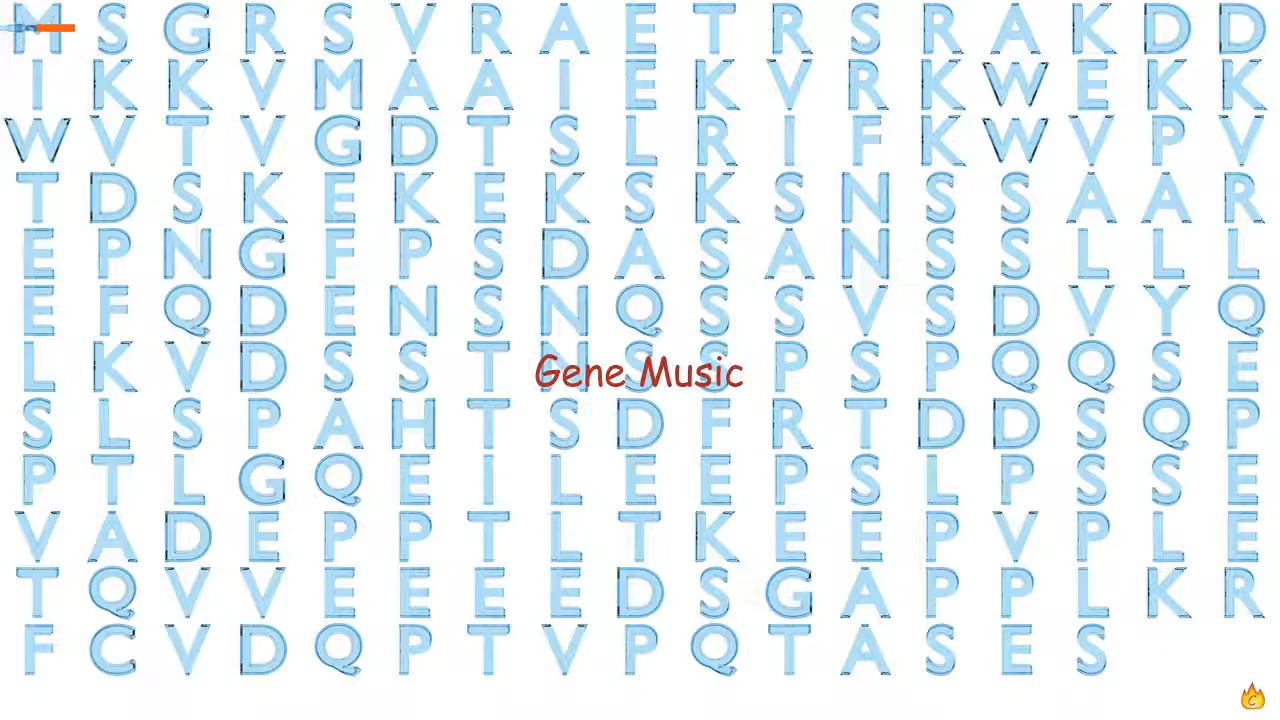 M S G R S V R A E T R S R A K D D
I K K V M A A I E K V R K W E K K
W V T V G D T S L R I F K W V P V
T D S K E K E K S K S N S S A A R
E P N G F P S D A S A N S S L L L
E F Q D E N S N Q S S V S D V Y Q
L K V D S S T N S S P S P Q Q S E
Gene Music
S L S P A H T S D F R T D D S Q P
P T L G Q E I L E E P S L P S S E
V A D E P P T L T K E E P V P L E
T Q V V E E E E D S G A P P L K R
F C V D Q P T V P Q T A S E S
C